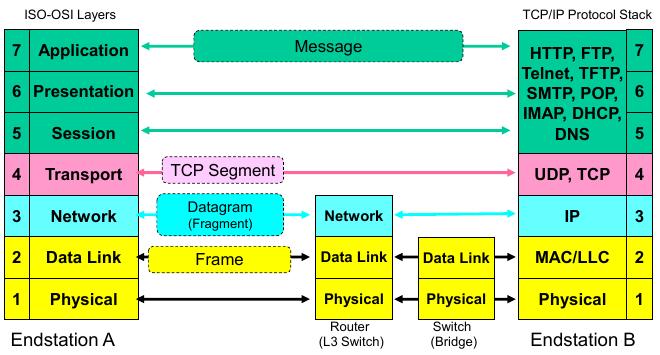 ISO-OSI Layers
TCP/IP Protocol Stack
7 Application
Message
HTTP, FTP,
Telnet, TFTP,
SMTP, POP,
IMAP, DHCP,
DNS
7
6 Presentation
6
5 Session
5
4 Transport
TCP Segment
UDP, TCP
4
3 Network
Datagram
(Fragment)
Network
IP
3
2 Data Link
Frame
Data Link
Data Link
MAC/LLC
2
1 Physical
Physical
Physical
Physical
1
Endstation A
Router
(L3 Switch)
Switch
(Bridge)
Endstation B